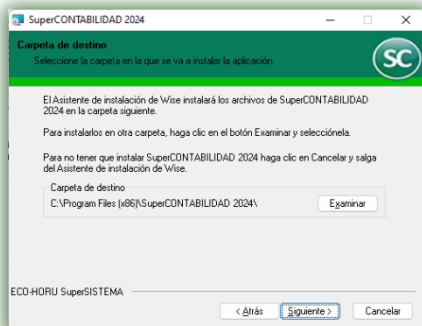 SuperCONTABILIDAD 2024
Carpeta de destino
Seleccione la carpeta en la que se va a instalar la aplicación.
SC
El Asistente de instalación de Wise instalará los archivos de SuperCONTABILIDAD
2024 en la carpeta siguiente.
Para instalarlos en otra carpeta, haga clic en el botón Examinar y selecciónela.
Para no tener que instalar SuperCONTABILIDAD 2024 haga clic en Cancelar y salga
del Asistente de instalación de Wise.
Carpeta de destino
C:\Program Files (x86)\SuperCONTABILIDAD 2024\
Examinar
ECO-HORU SuperSISTEMA
< Atrás
Siguiente >
Cancelar